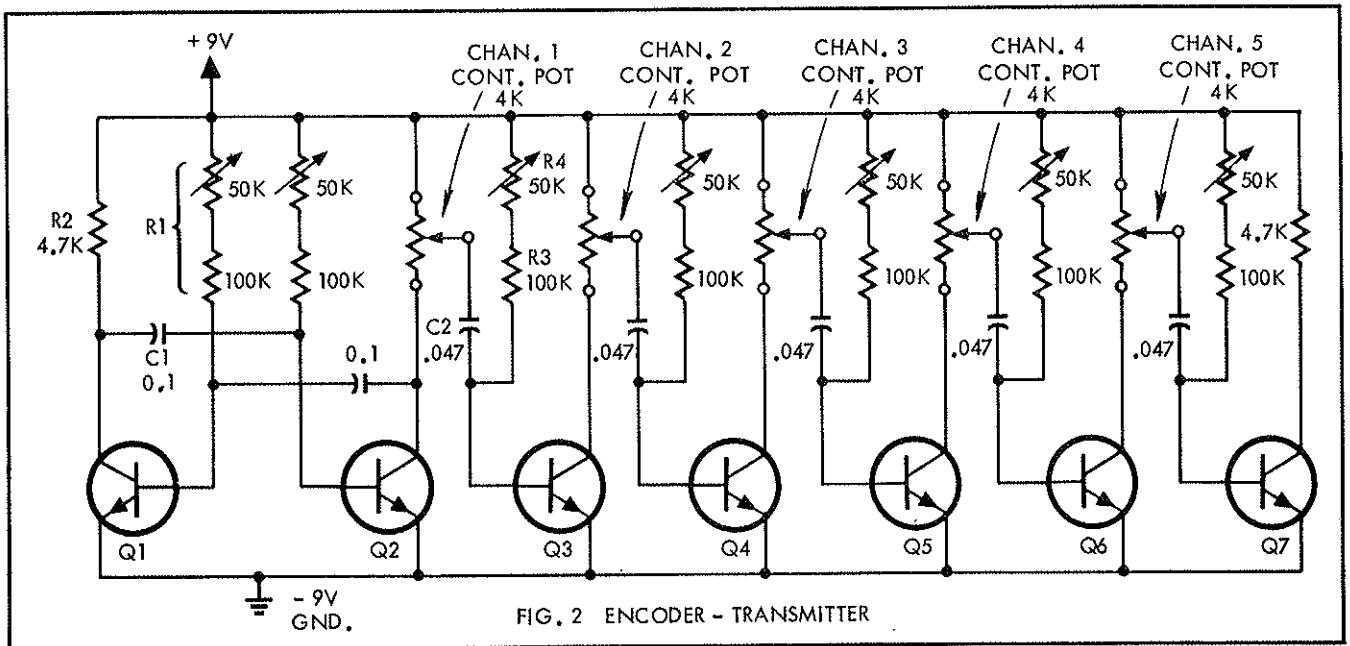 +9V
CHAN. 1
CONT. POT
4K
CHAN. 2
CONT. POT
4K
CHAN. 3
CONT. POT
4K
CHAN. 4
CONT. POT
4K
CHAN. 5
CONT. POT
4K
R2
4.7K
R1
50K
100K
50K
100K
R4
50K
R3
100K
50K
100K
50K
100K
50K
100K
50K
100K
4.7K
C1
0.1
0.1
C2
.047
.047
.047
.047
.047
Q1
Q2
Q3
Q4
Q5
Q6
Q7
- 9V
GND.
FIG. 2 ENCODER - TRANSMITTER